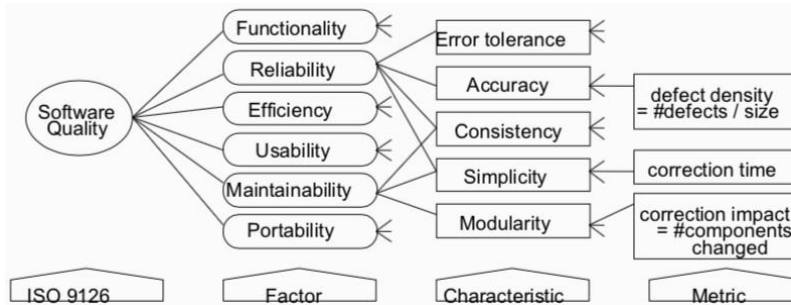 Software
Quality
Functionality
Reliability
Efficiency
Usability
Maintainability
Portability
Error tolerance
Accuracy
Consistency
Simplicity
Modularity
defect density
= #defects / size
correction time
correction impact
= #components
changed
ISO 9126
Factor
Characteristic
Metric